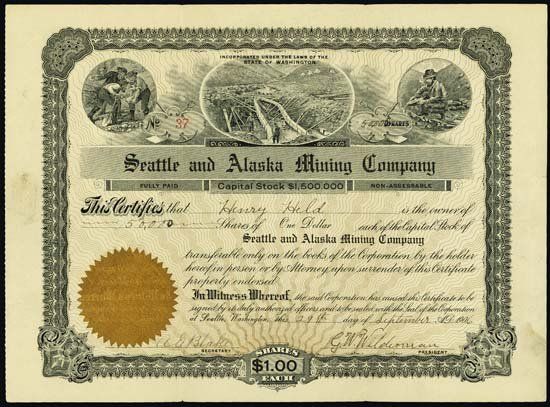 INCORPORATED UNDER THE LAWS OF THE
STATE OF WASHINGTON.
No 37
SHARES
Seattle and Alaska Mining Company
FULLY PAID Capital Stock $1,500,000 NON-ASSESSABLE
This Certifies that Henry Held is the owner of
Shares of One Dollar each of the Capital Stock of
Seattle and Alaska Mining Company
transferable only on the books of the Corporation by the holder
hereof in person or by Attorney, upon surrender of this Certificate
properly endorsed.
In Witness Whereof, the said Corporation has caused this Certificate to be
signed by its duly authorized officers and to be sealed with the Seal of the Corporation
at Seattle, Washington, this 29th day of September A.D.
SECRETARY PRESIDENT
SHARES
$1.00
EACH